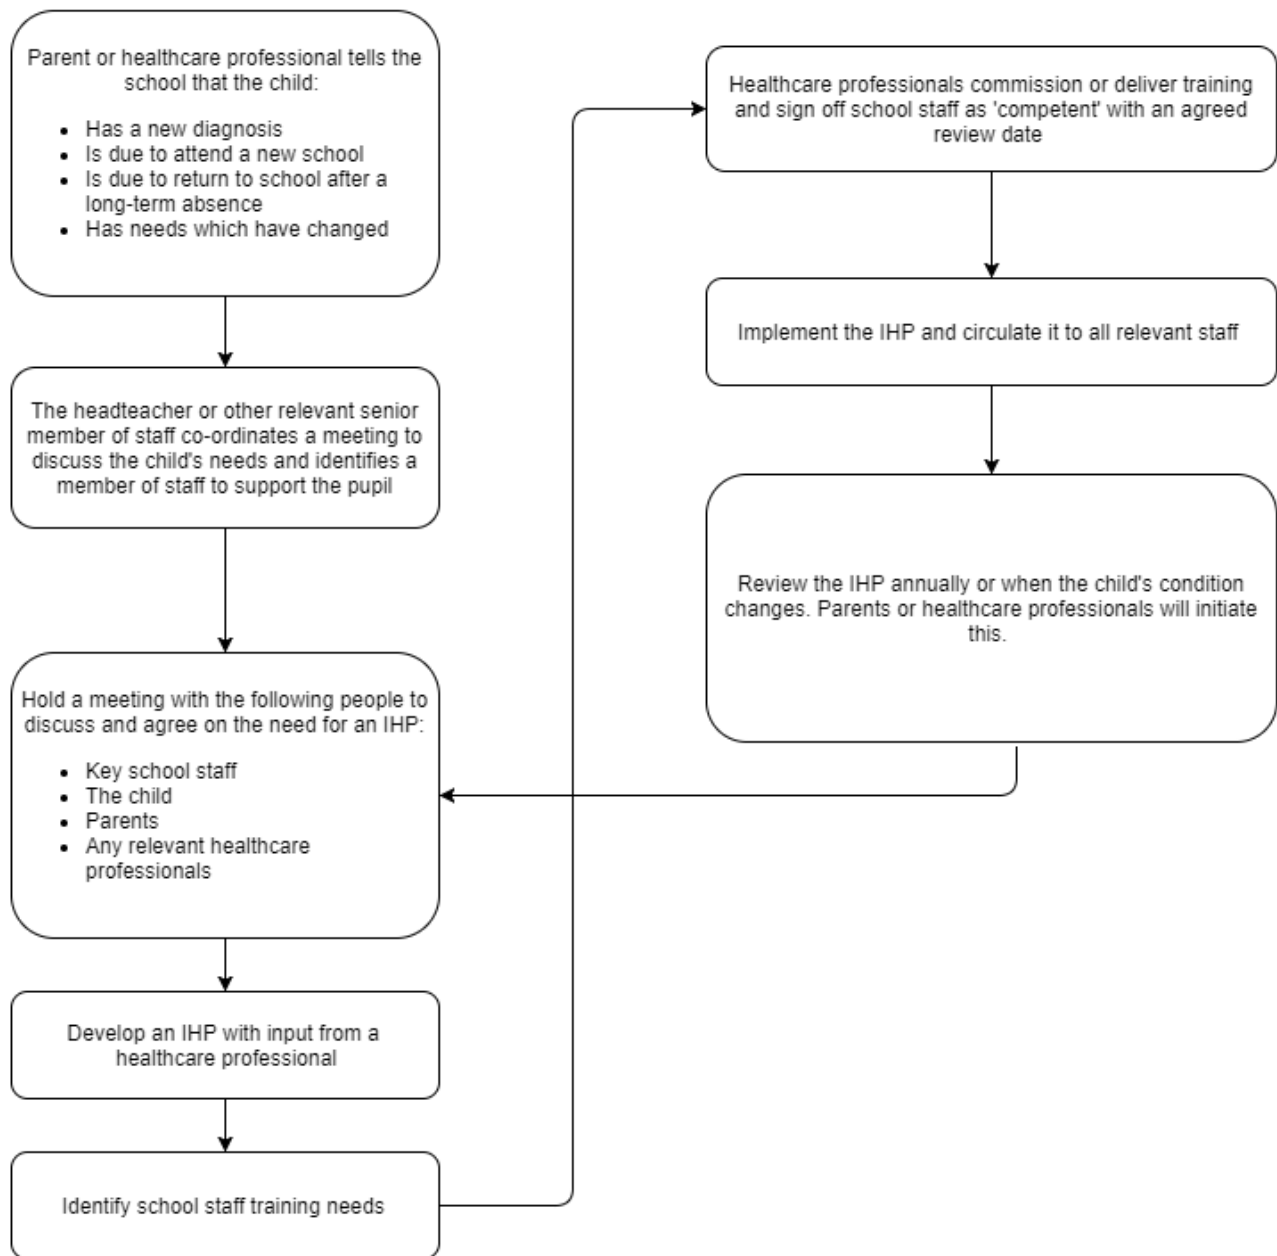 Parent or healthcare professional tells the
school that the child:
• Has a new diagnosis
• Is due to attend a new school
• Is due to return to school after a
long-term absence
• Has needs which have changed
The headteacher or other relevant senior
member of staff co-ordinates a meeting to
discuss the child's needs and identifies a
member of staff to support the pupil
Hold a meeting with the following people to
discuss and agree on the need for an IHP:
• Key school staff
• The child
• Parents
• Any relevant healthcare
professionals
Develop an IHP with input from a
healthcare professional
Identify school staff training needs
Healthcare professionals commission or deliver training
and sign off school staff as 'competent' with an agreed
review date
Implement the IHP and circulate it to all relevant staff
Review the IHP annually or when the child's condition
changes. Parents or healthcare professionals will initiate
this.